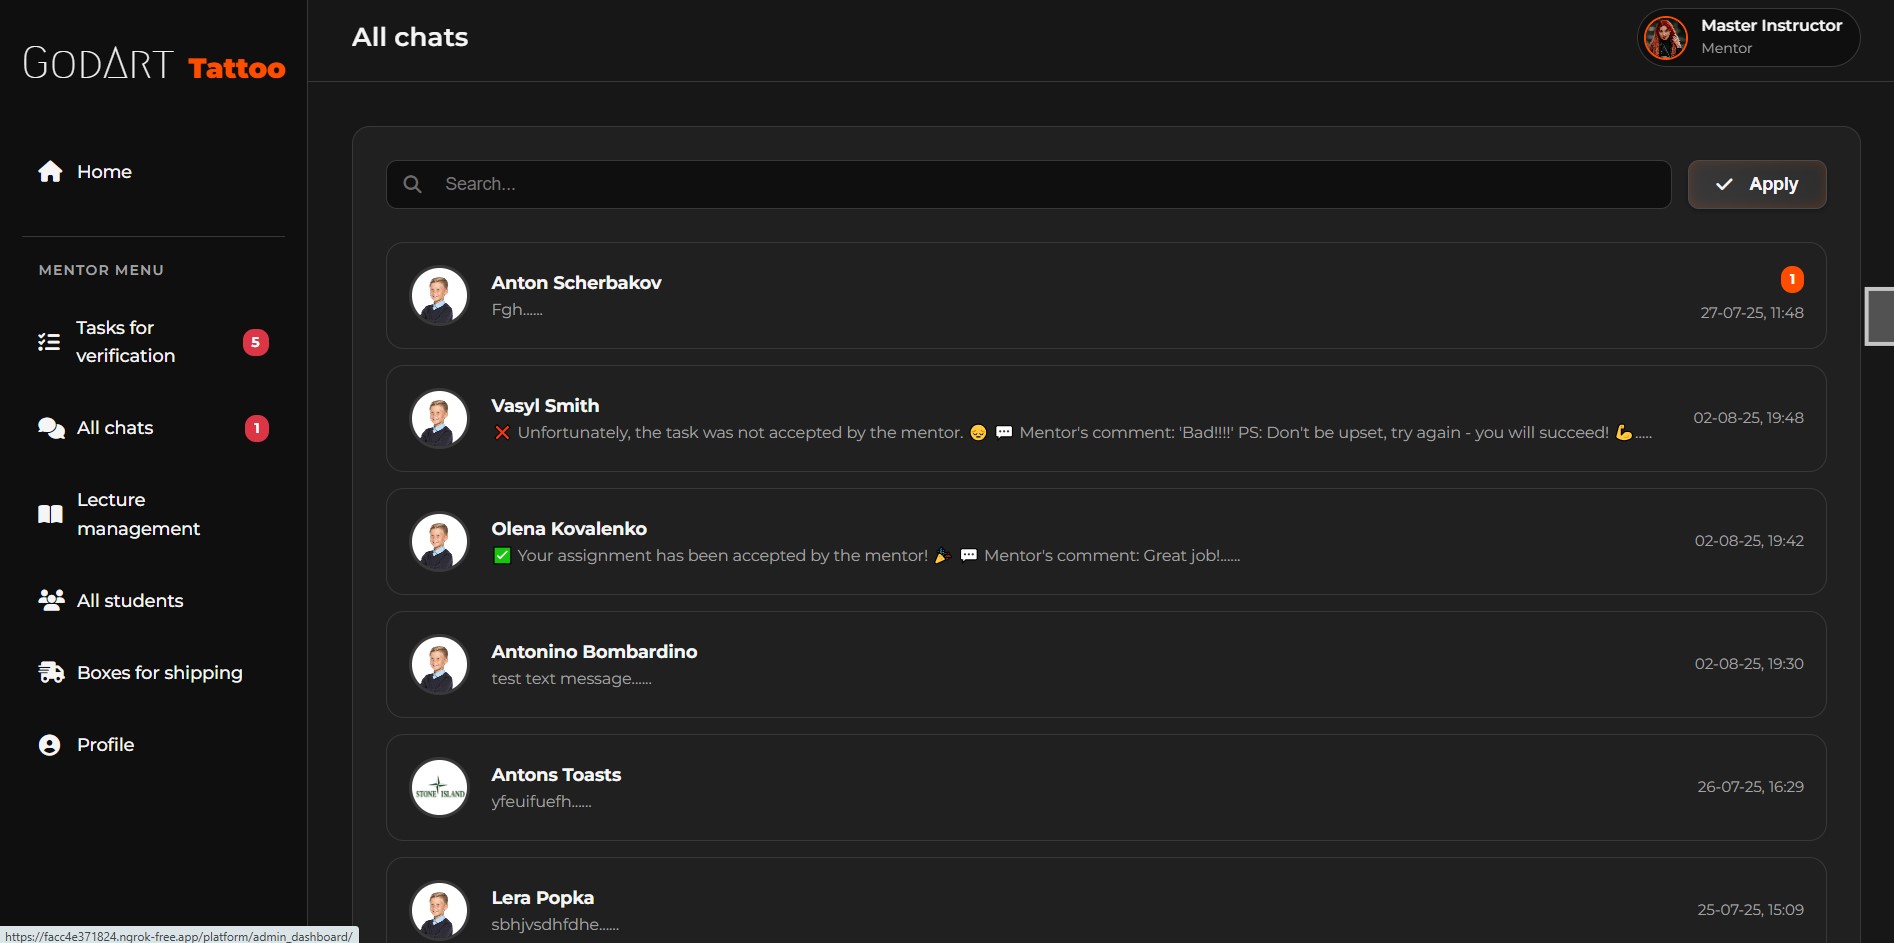 GODART Tattoo
All chats
Master Instructor
Mentor
Home
MENTOR MENU
Tasks for
verification
5
All chats
1
Lecture
management
All students
Boxes for shipping
Profile
Search...
Apply
Anton Scherbakov
Fgh......
1
27-07-25, 11:48
Vasyl Smith
❌ Unfortunately, the task was not accepted by the mentor. 😔 💬 Mentor's comment: 'Bad!!!!' PS: Don't be upset, try again - you will succeed! 💪.....
02-08-25, 19:48
Olena Kovalenko
✅ Your assignment has been accepted by the mentor! 🎉 💬 Mentor's comment: Great job!......
02-08-25, 19:42
Antonino Bombardino
test text message......
02-08-25, 19:30
STONE ISLAND
Antons Toasts
yfeuifuefh......
26-07-25, 16:29
Lera Popka
sbhjvsdhfdhe......
25-07-25, 15:09
https://facc4e371824.ngrok-free.app/platform/admin_dashboard/